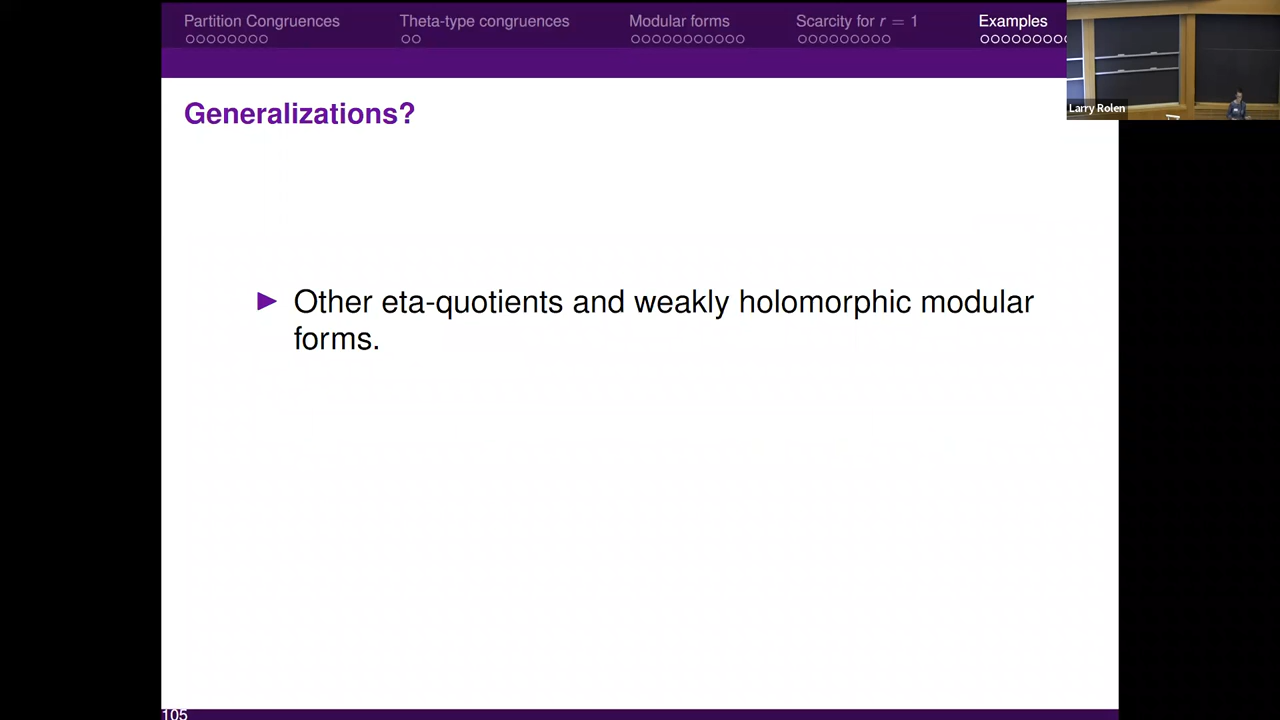 Partition Congruences
Theta-type congruences
Modular forms
Scarcity for r = 1
Examples
Larry Rolen
Generalizations?
Other eta-quotients and weakly holomorphic modular
forms.
105